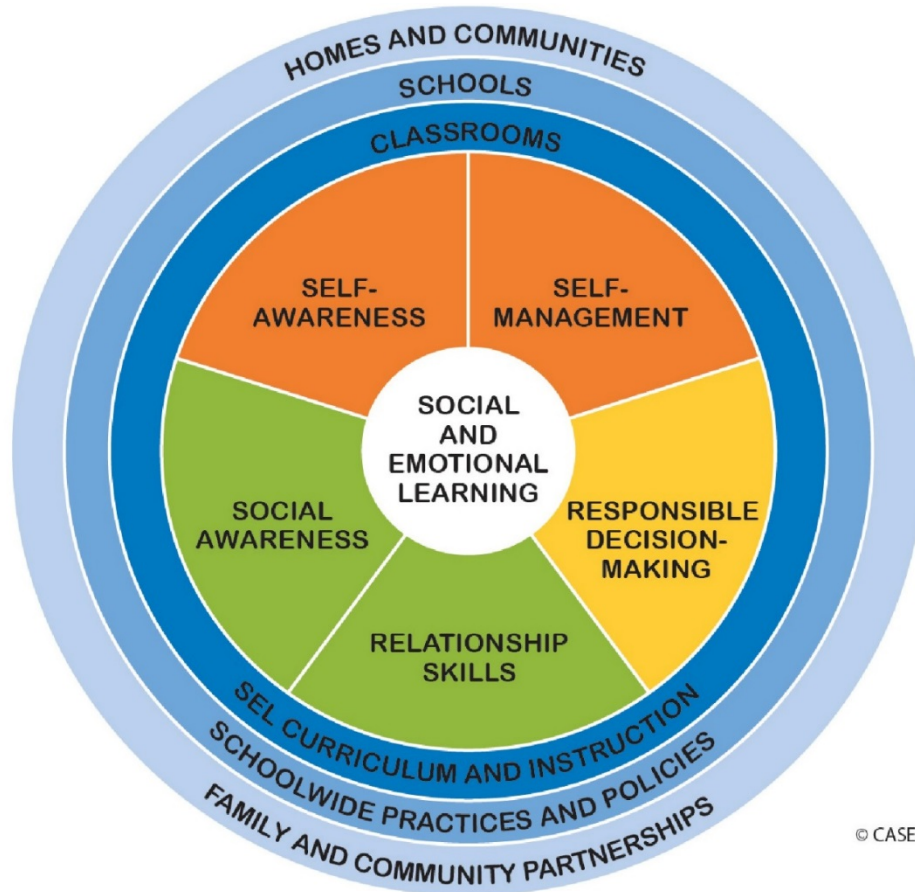 HOMES AND COMMUNITIES
SCHOOLS
CLASSROOMS
SELF-
AWARENESS
SELF-
MANAGEMENT
SOCIAL
AND
EMOTIONAL
LEARNING
SOCIAL
AWARENESS
RESPONSIBLE
DECISION-
MAKING
RELATIONSHIP
SKILLS
SEL CURRICULUM AND INSTRUCTION
SCHOOLWIDE PRACTICES AND POLICIES
FAMILY AND COMMUNITY PARTNERSHIPS
© CASE